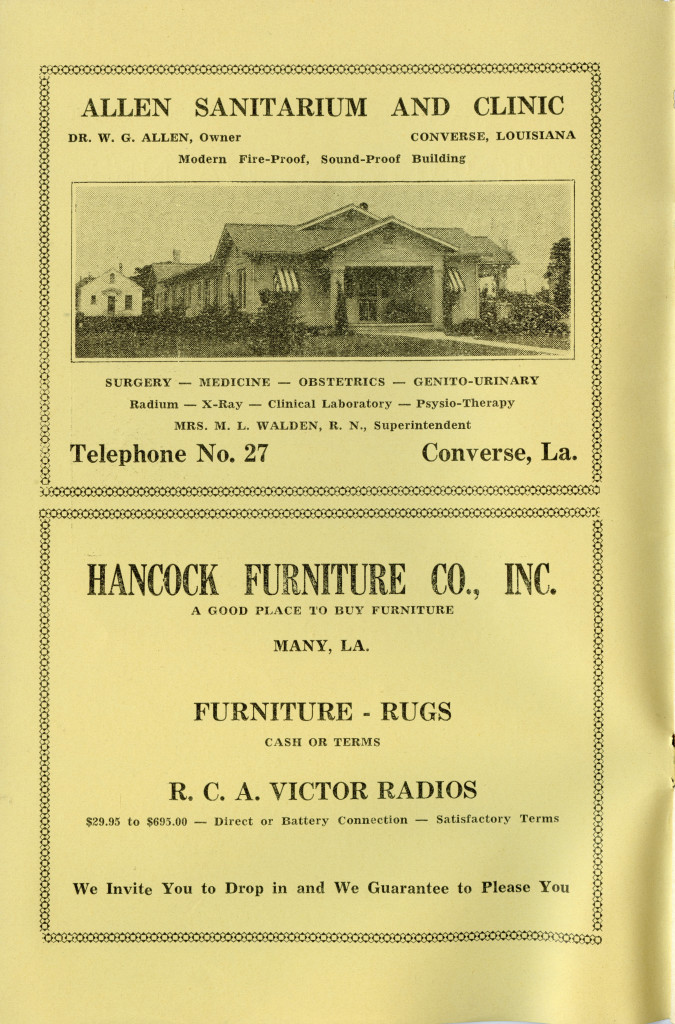 ALLEN SANITARIUM AND CLINIC
DR. W. G. ALLEN, Owner CONVERSE, LOUISIANA
Modern Fire-Proof, Sound-Proof Building
SURGERY — MEDICINE — OBSTETRICS — GENITO-URINARY
Radium — X-Ray — Clinical Laboratory — Psysio-Therapy
MRS. M. L. WALDEN, R. N., Superintendent
Telephone No. 27 Converse, La.
HANCOCK FURNITURE CO., INC.
A GOOD PLACE TO BUY FURNITURE
MANY, LA.
FURNITURE - RUGS
CASH OR TERMS
R. C. A. VICTOR RADIOS
$29.95 to $695.00 — Direct or Battery Connection — Satisfactory Terms
We Invite You to Drop in and We Guarantee to Please You